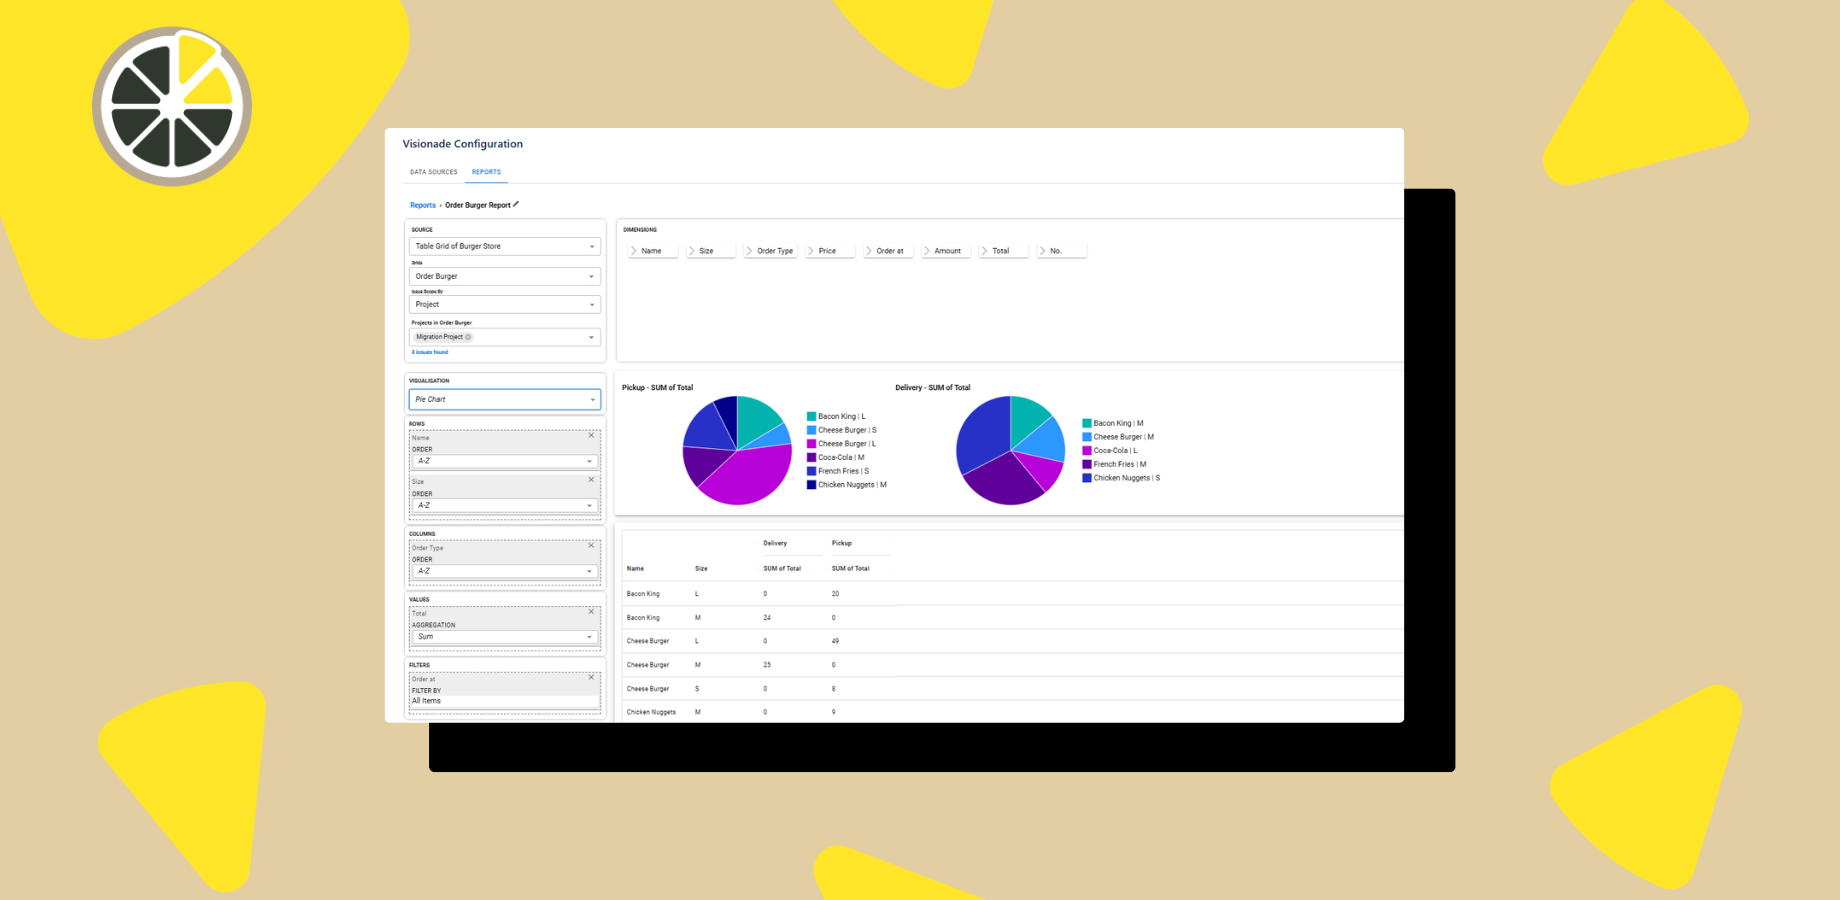 Visionade Configuration
DATA SOURCES REPORTS
Reports › Order Burger Report
SOURCE
Table Grid of Burger Store
Grids
Order Burger
Issue Scope By
Project
Projects in Order Burger
Migration Project
3 issues found
DIMENSIONS
Name Size Order Type Price Order at Amount Total No.
VISUALISATION
Pie Chart
ROWS
Name
ORDER
A-Z
Size
ORDER
A-Z
COLUMNS
Order Type
ORDER
A-Z
VALUES
Total
AGGREGATION
Sum
FILTERS
Order at
FILTER BY
All Items
Pickup - SUM of Total
Bacon King | L
Cheese Burger | S
Cheese Burger | L
Coca-Cola | M
French Fries | S
Chicken Nuggets | M
Delivery - SUM of Total
Bacon King | M
Cheese Burger | M
Coca-Cola | L
French Fries | M
Chicken Nuggets | S
Delivery Pickup
Name Size SUM of Total SUM of Total
Bacon King L 0 20
Bacon King M 24 0
Cheese Burger L 0 49
Cheese Burger M 25 0
Cheese Burger S 0 8
Chicken Nuggets M 0 9